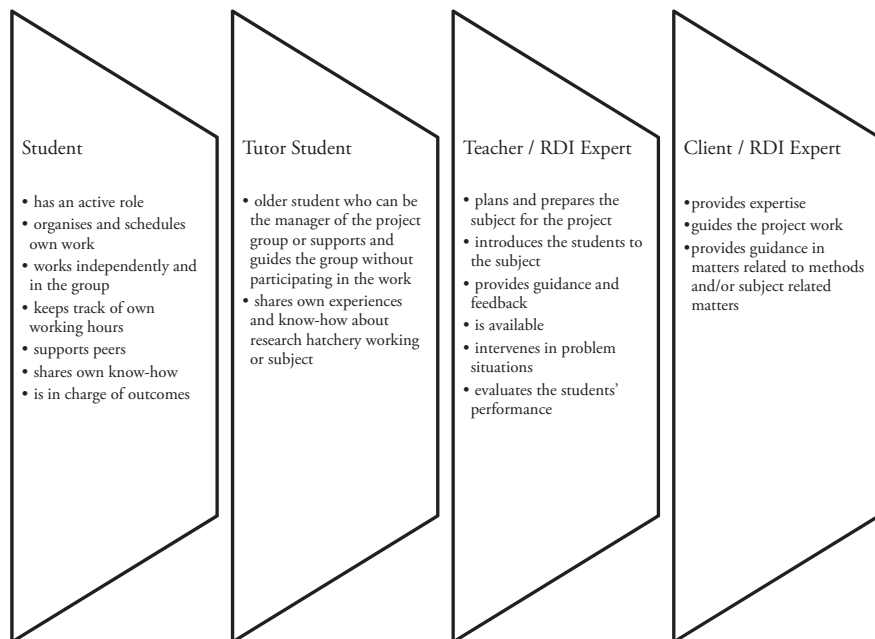 Student
• has an active role
• organises and schedules
own work
• works independently and
in the group
• keeps track of own
working hours
• supports peers
• shares own know-how
• is in charge of outcomes
Tutor Student
• older student who can be
the manager of the project
group or supports and
guides the group without
participating in the work
• shares own experiences
and know-how about
research hatchery working
or subject
Teacher / RDI Expert
• plans and prepares the
subject for the project
• introduces the students to
the subject
• provides guidance and
feedback
• is available
• intervenes in problem
situations
• evaluates the students’
performance
Client / RDI Expert
•provides expertise
•guides the project work
•provides guidance in
matters related to methods
and/or subject related
matters